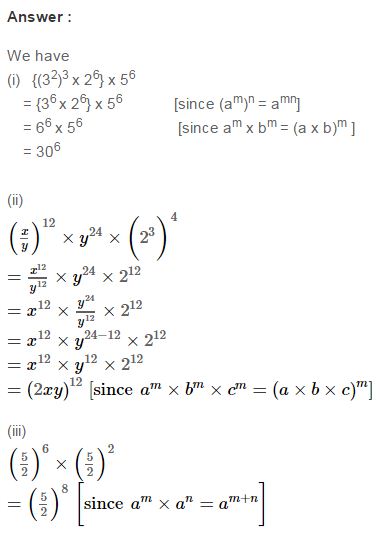 Answer :
We have
(i) {(3²)³ x 2⁶} x 5⁶
= {3⁶ x 2⁶} x 5⁶ [since (aᵐ)ⁿ = aᵐⁿ]
= 6⁶ x 5⁶ [since aᵐ x bᵐ = (a x b)ᵐ ]
= 30⁶
(ii)
(x/y)¹² × y²⁴ × (2³)⁴
= x¹²/y¹² × y²⁴ × 2¹²
= x¹² × y²⁴/y¹² × 2¹²
= x¹² × y²⁴⁻¹² × 2¹²
= x¹² × y¹² × 2¹²
= (2xy)¹² [since aᵐ × bᵐ × cᵐ = (a × b × c)ᵐ]
(iii)
(5/2)⁶ × (5/2)²
= (5/2)⁸ [since aᵐ × aⁿ = aᵐ⁺ⁿ]